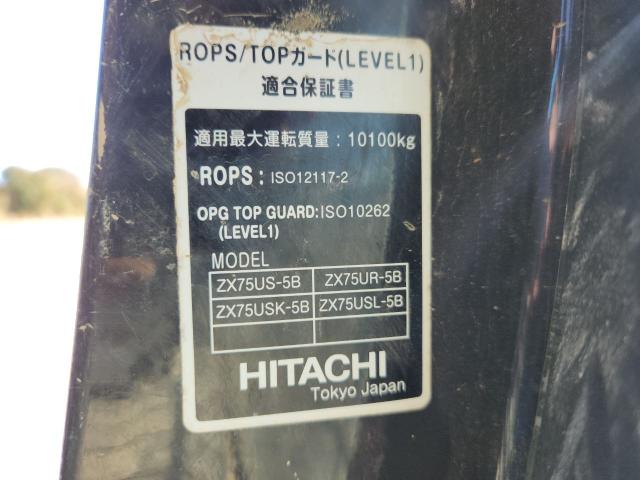 ROPS/TOPガード(LEVEL1)
適合保証書
適用最大運転質量：10100kg
ROPS：ISO12117-2
OPG TOP GUARD:ISO10262
(LEVEL1)
MODEL
ZX75US-5B ZX75UR-5B
ZX75USK-5B ZX75USL-5B
HITACHI
Tokyo Japan